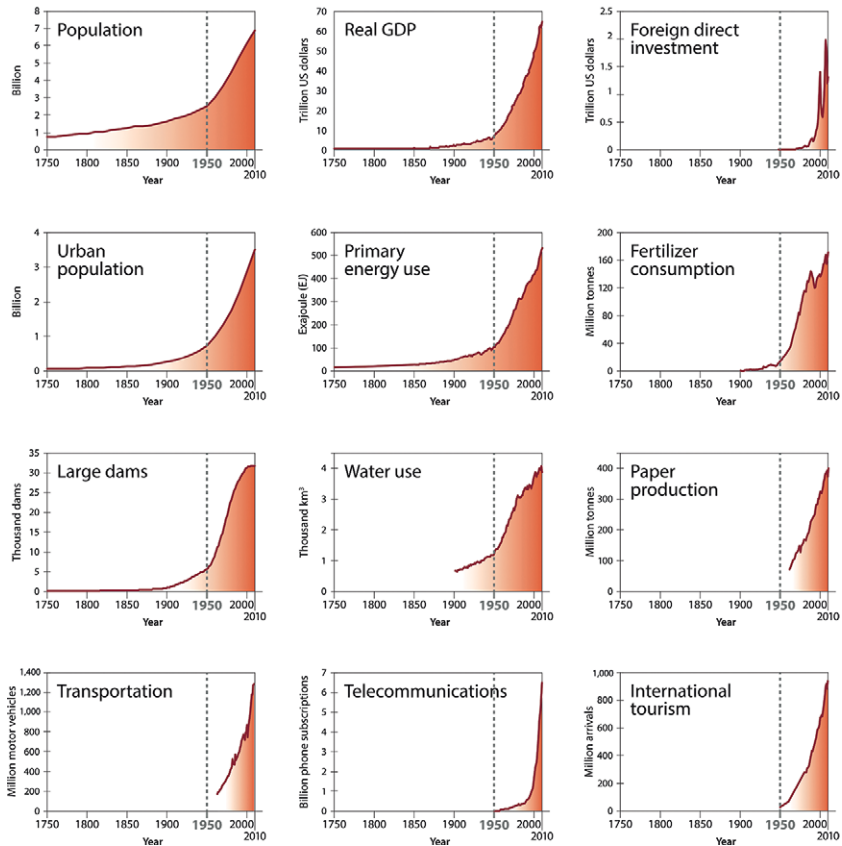 Population
Billion
8
7
6
5
4
3
2
1
0
1750 1800 1850 1900 1950 2000 2010
Year
Real GDP
Trillion US dollars
70
60
50
40
30
20
10
0
1750 1800 1850 1900 1950 2000 2010
Year
Foreign direct
investment
Trillion US dollars
2.5
2
1.5
1
0.5
0
1750 1800 1850 1900 1950 2000 2010
Year
Urban
population
Billion
4
3
2
1
0
1750 1800 1850 1900 1950 2000 2010
Year
Primary
energy use
Exajoule (EJ)
600
500
400
300
200
100
0
1750 1800 1850 1900 1950 2000 2010
Year
Fertilizer
consumption
Million tonnes
200
160
120
80
40
0
1750 1800 1850 1900 1950 2000 2010
Year
Large dams
Thousand dams
35
30
25
20
15
10
5
0
1750 1800 1850 1900 1950 2000 2010
Year
Water use
Thousand km³
4
3
2
1
0
1750 1800 1850 1900 1950 2000 2010
Year
Paper
production
Million tonnes
400
300
200
100
0
1750 1800 1850 1900 1950 2000 2010
Year
Transportation
Million motor vehicles
1,400
1,200
1,000
800
600
400
200
0
1750 1800 1850 1900 1950 2000 2010
Year
Telecommunications
Billion phone subscriptions
7
6
5
4
3
2
1
0
1750 1800 1850 1900 1950 2000 2010
Year
International
tourism
Million arrivals
1,000
800
600
400
200
0
1750 1800 1850 1900 1950 2000 2010
Year